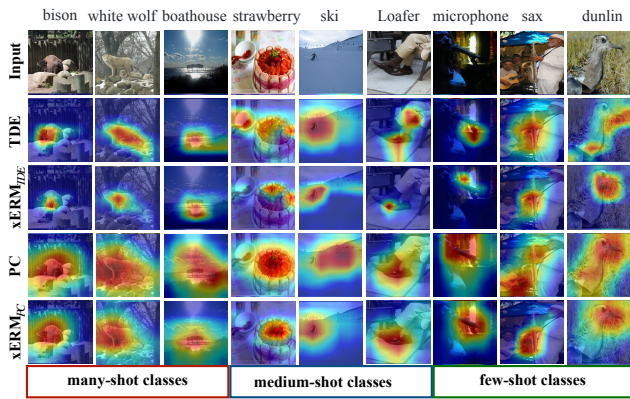 bison white wolf boathouse strawberry ski Loafer microphone sax dunlin
Input
TDE
xERM_TDE
PC
xERM_PC
many-shot classes medium-shot classes few-shot classes